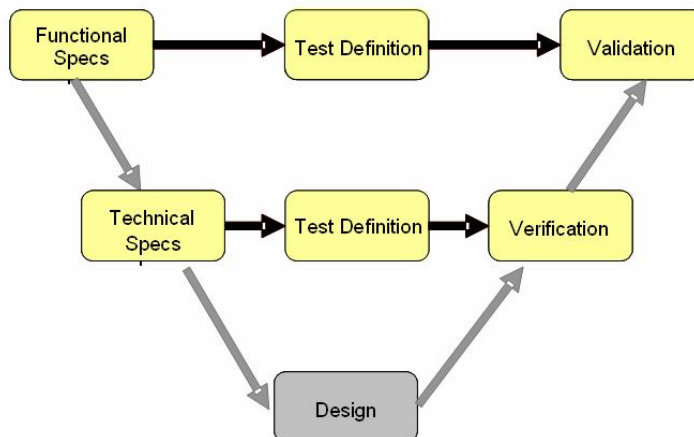 Functional
Specs
Test Definition
Validation
Technical
Specs
Test Definition
Verification
Design